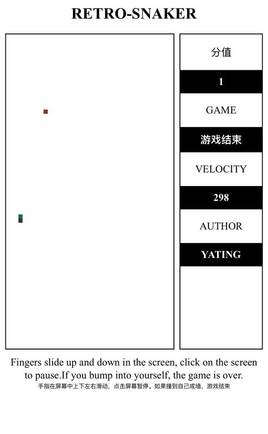 RETRO-SNAKER
分值
1
GAME
游戏结束
VELOCITY
298
AUTHOR
YATING
Fingers slide up and down in the screen, click on the screen
to pause.If you bump into yourself, the game is over.
手指在屏幕中上下左右滑动，点击屏幕暂停。如果撞到自己或墙，游戏结束